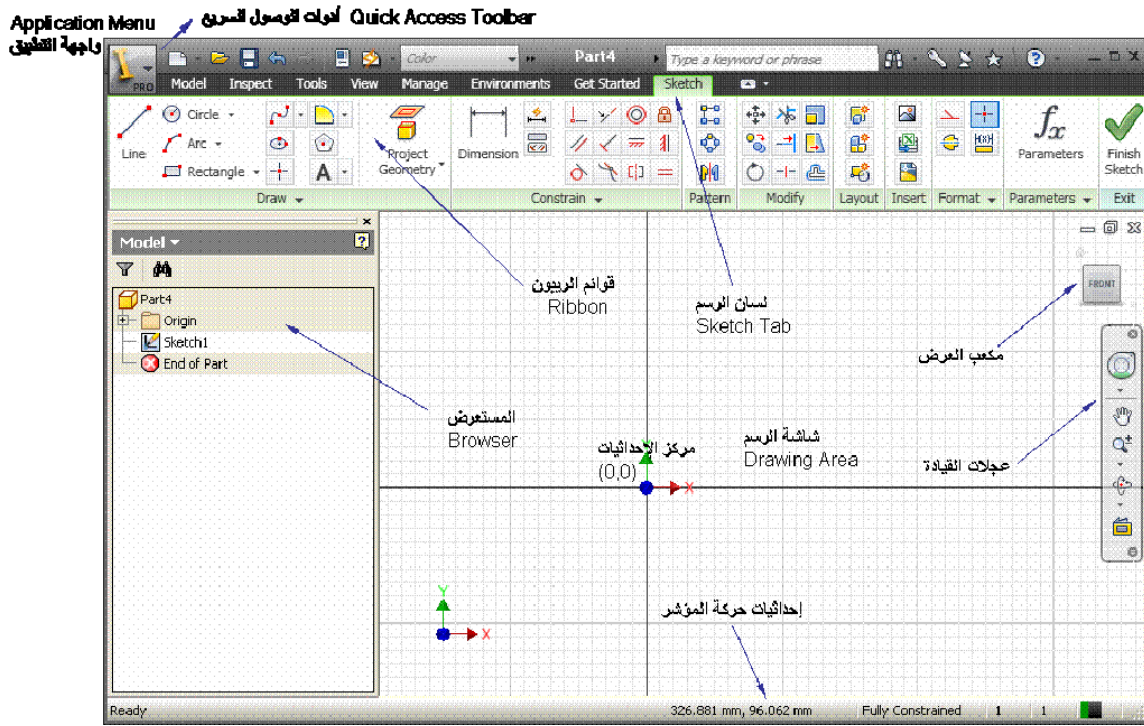 Application Menu
واجهة التطبيق
أدوات الوصول السريع Quick Access Toolbar
PRO
Color
Part4
Type a keyword or phrase
Model Inspect Tools View Manage Environments Get Started Sketch
Line
Circle
Arc
Rectangle
A
Project Geometry
Dimension
fx
Parameters
Finish Sketch
Draw Constrain Pattern Modify Layout Insert Format Parameters Exit
Model
Part4
Origin
Sketch1
End of Part
قوائم الريبون
Ribbon
لسان الرسم
Sketch Tab
FRONT
مكعب العرض
المستعرض
Browser
مركز الإحداثيات
(0,0)
شاشة الرسم
Drawing Area
عجلات القيادة
X
Y
X
إحداثيات حركة المؤشر
Ready
326.881 mm, 96.062 mm
Fully Constrained
1
1